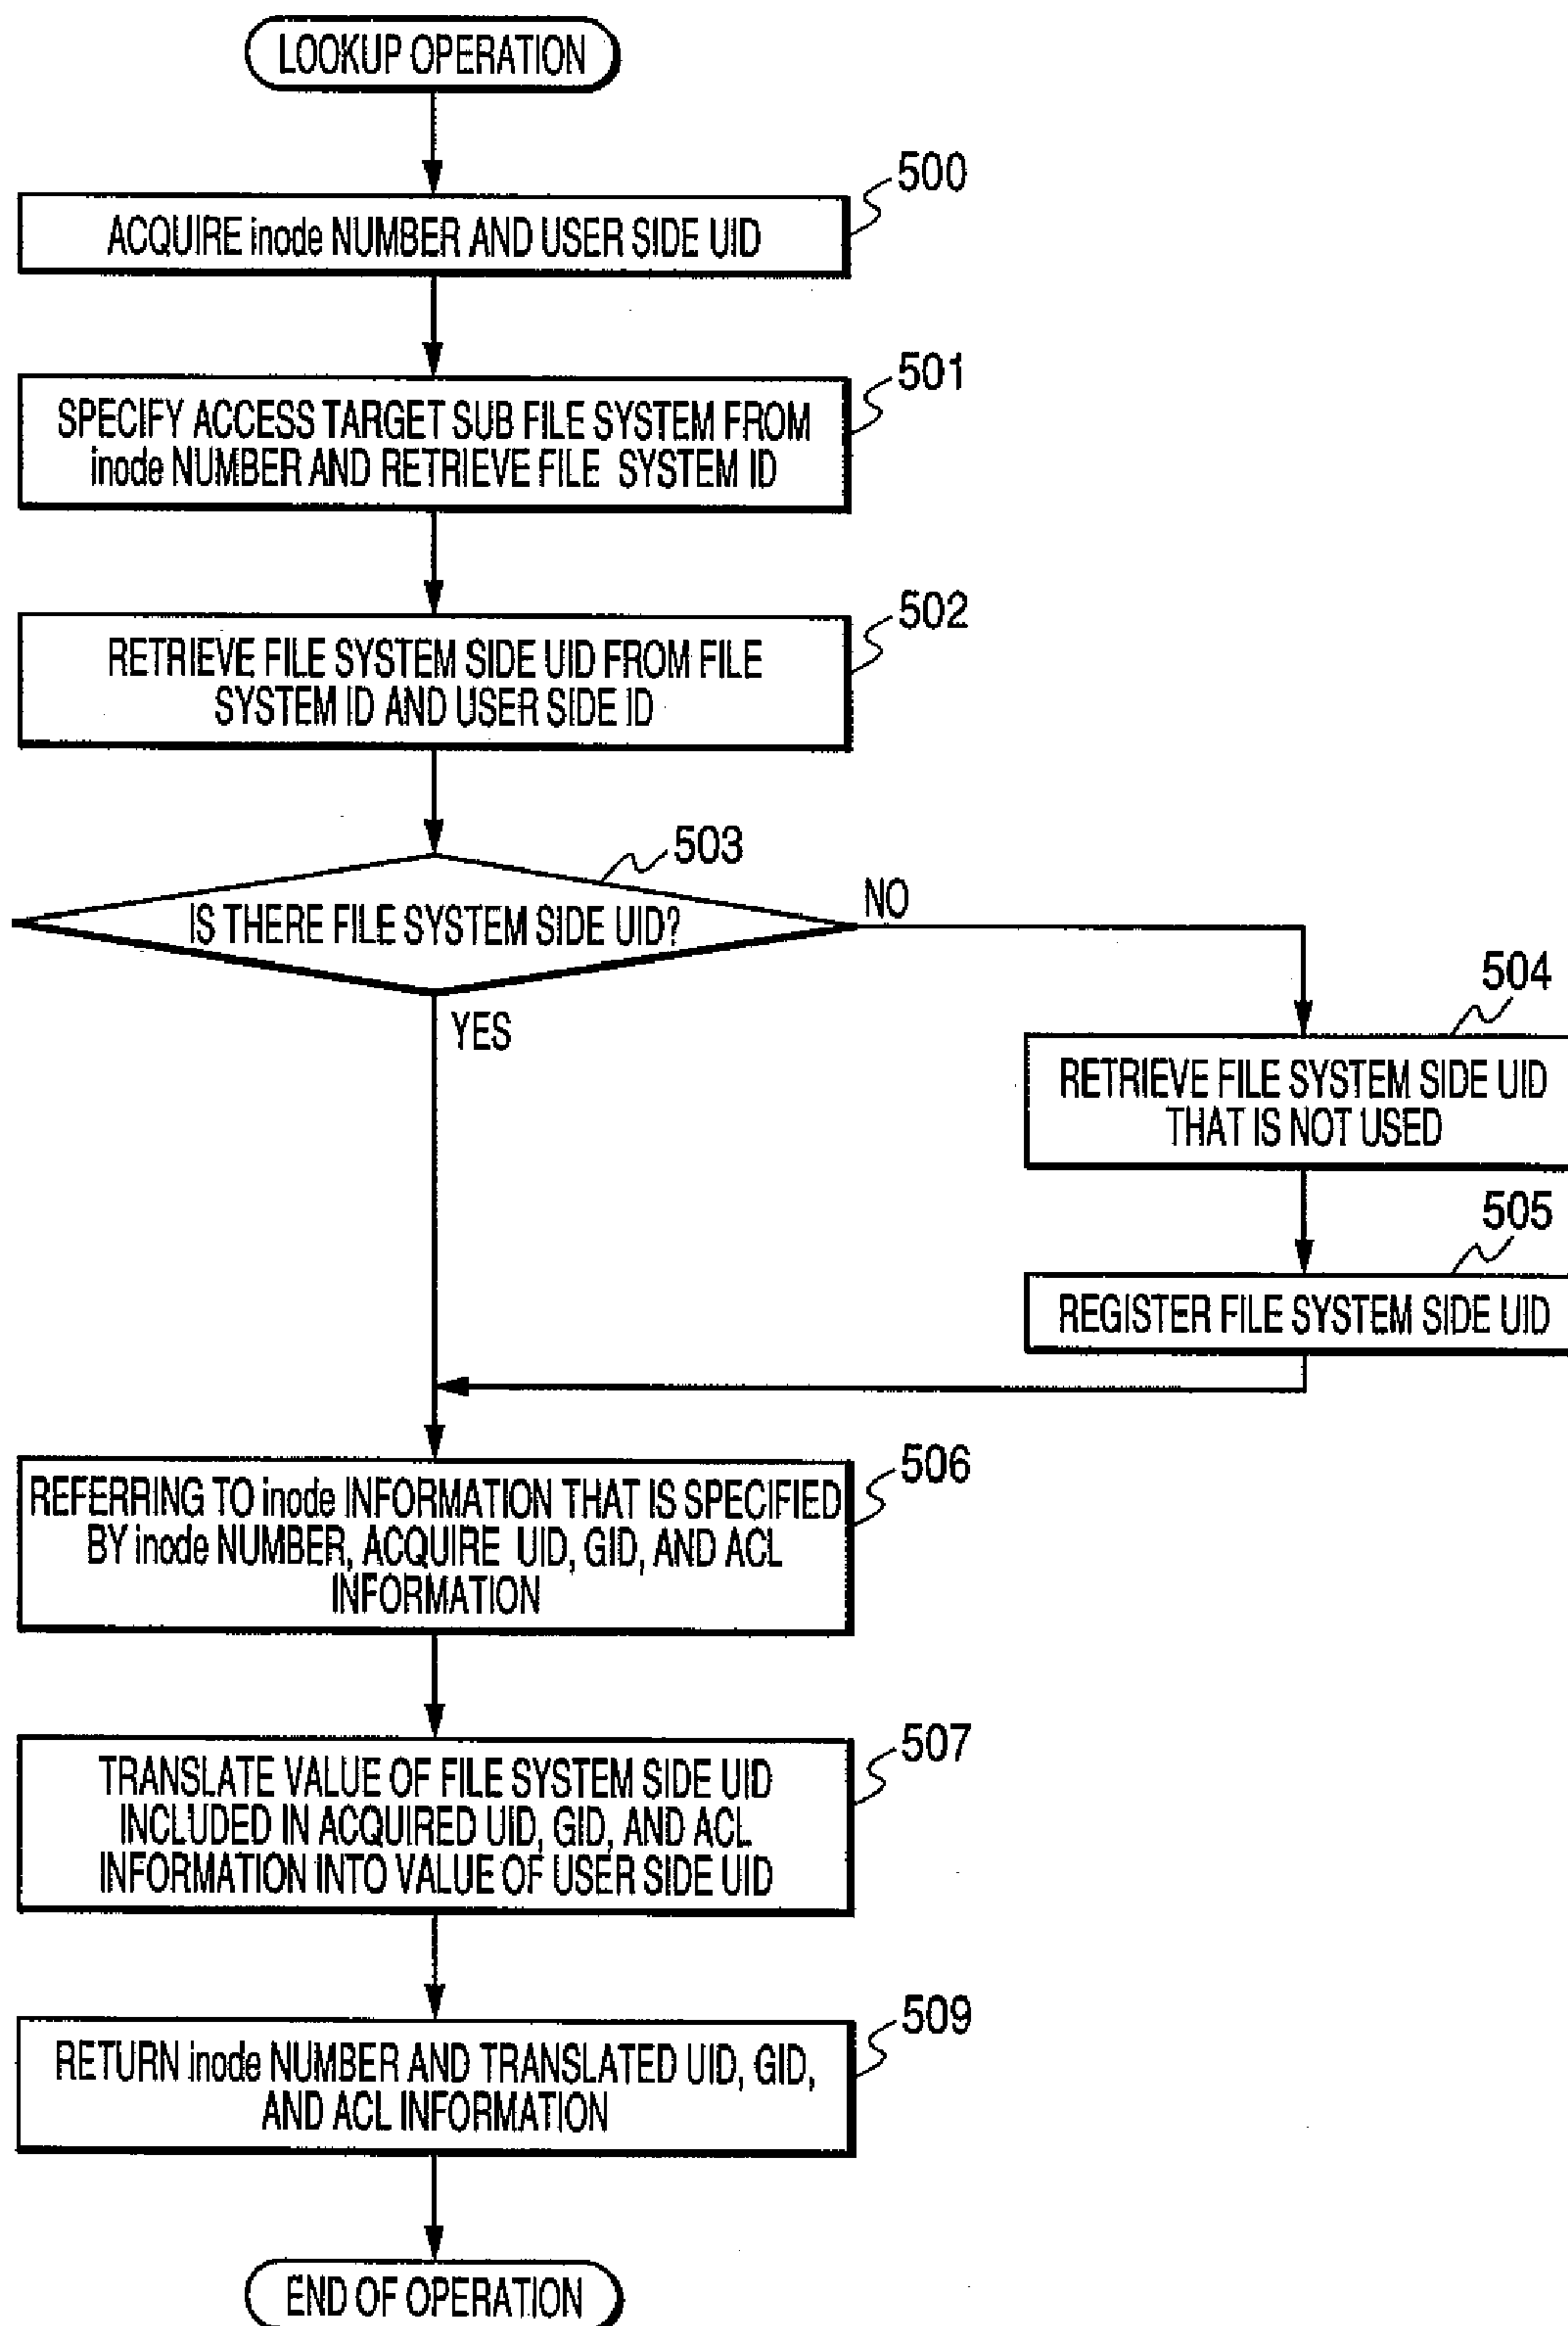 LOOKUP OPERATION
500
ACQUIRE inode NUMBER AND USER SIDE UID
501
SPECIFY ACCESS TARGET SUB FILE SYSTEM FROM
inode NUMBER AND RETRIEVE FILE SYSTEM ID
502
RETRIEVE FILE SYSTEM SIDE UID FROM FILE
SYSTEM ID AND USER SIDE ID
503
IS THERE FILE SYSTEM SIDE UID?
NO
YES
504
RETRIEVE FILE SYSTEM SIDE UID
THAT IS NOT USED
505
REGISTER FILE SYSTEM SIDE UID
506
REFERRING TO inode INFORMATION THAT IS SPECIFIED
BY inode NUMBER, ACQUIRE UID, GID, AND ACL
INFORMATION
507
TRANSLATE VALUE OF FILE SYSTEM SIDE UID
INCLUDED IN ACQUIRED UID, GID, AND ACL
INFORMATION INTO VALUE OF USER SIDE UID
509
RETURN inode NUMBER AND TRANSLATED UID, GID,
AND ACL INFORMATION
END OF OPERATION